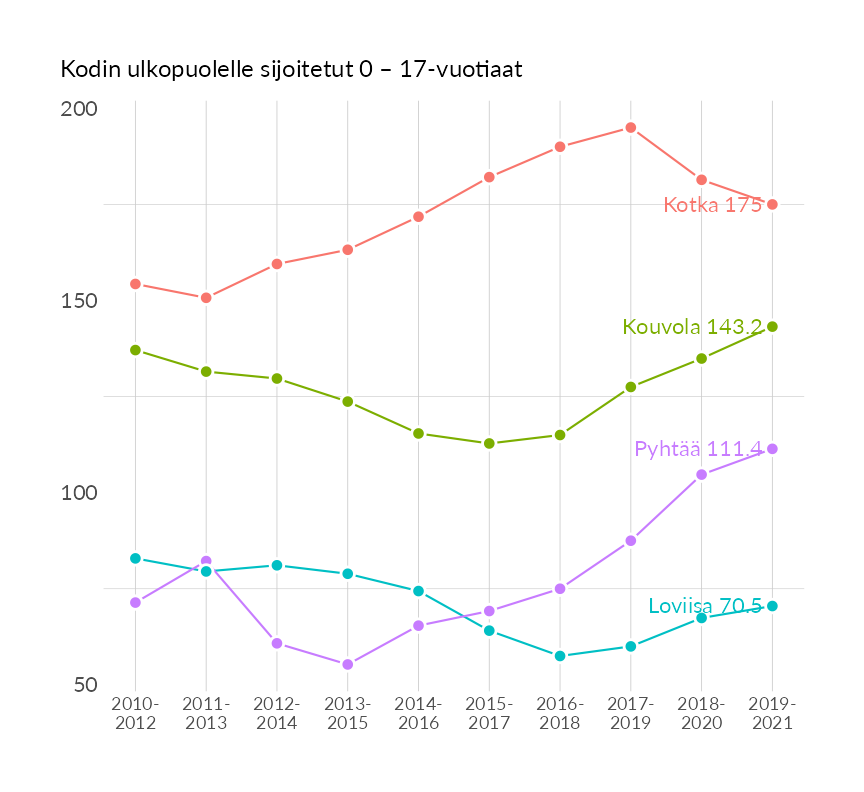 Kodin ulkopuolelle sijoitetut 0 – 17-vuotiaat
200
Kotka 175
150
Kouvola 143.2
Pyhtää 111.4
100
Loviisa 70.5
50
2010- 2011- 2012- 2013- 2014- 2015- 2016- 2017- 2018- 2019-
2012 2013 2014 2015 2016 2017 2018 2019 2020 2021